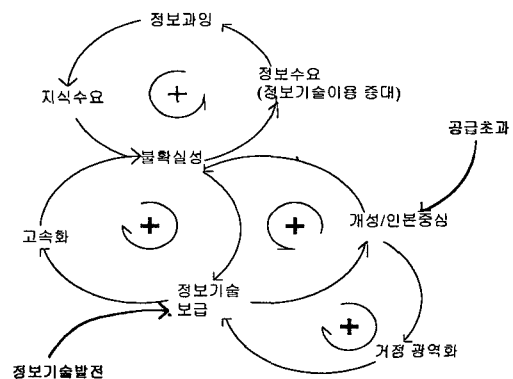 정보과잉
지식수요
정보수요
(정보기술이용 증대)
불확실성
공급초과
고속화
개성/인본중심
정보기술
보급
거점 광역화
정보기술발전